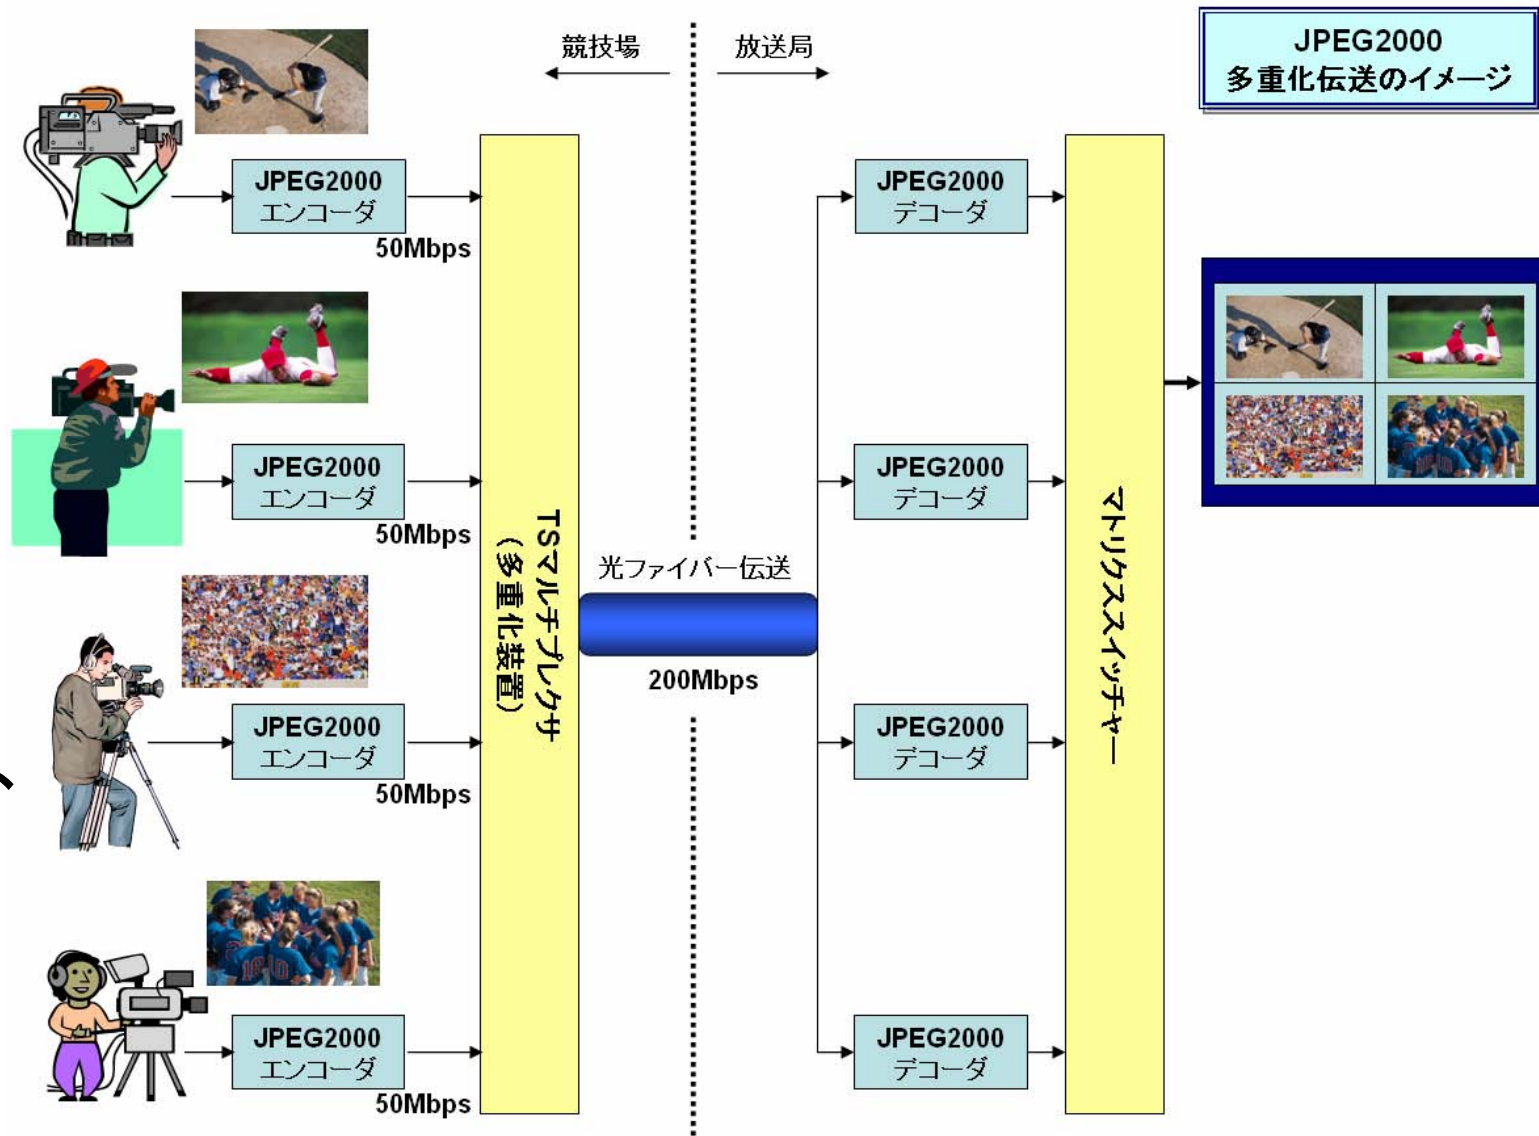 競技場
放送局
JPEG2000
多重化伝送のイメージ
JPEG2000
エンコーダ
50Mbps
JPEG2000
エンコーダ
50Mbps
JPEG2000
エンコーダ
50Mbps
JPEG2000
エンコーダ
50Mbps
TSマルチプレクサ
(多重化装置)
光ファイバー伝送
200Mbps
JPEG2000
デコーダ
JPEG2000
デコーダ
JPEG2000
デコーダ
JPEG2000
デコーダ
マトリクススイッチャー